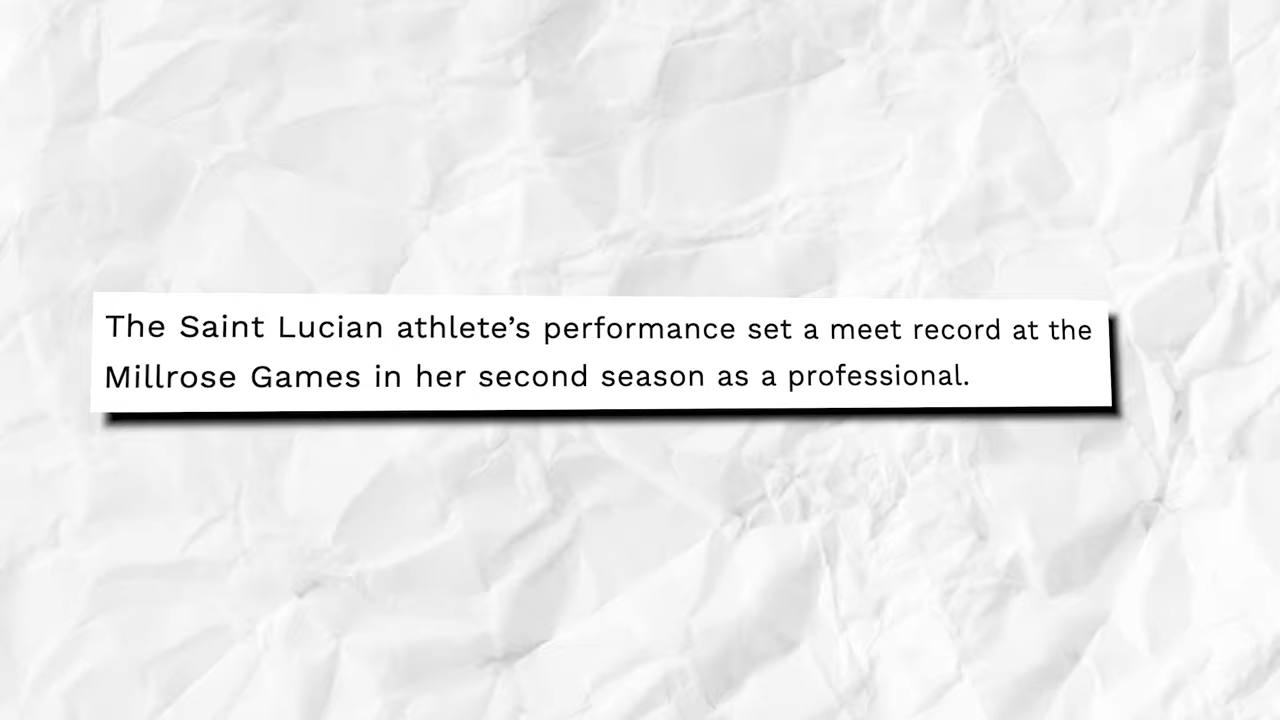 The Saint Lucian athlete’s performance set a meet record at the
Millrose Games in her second season as a professional.